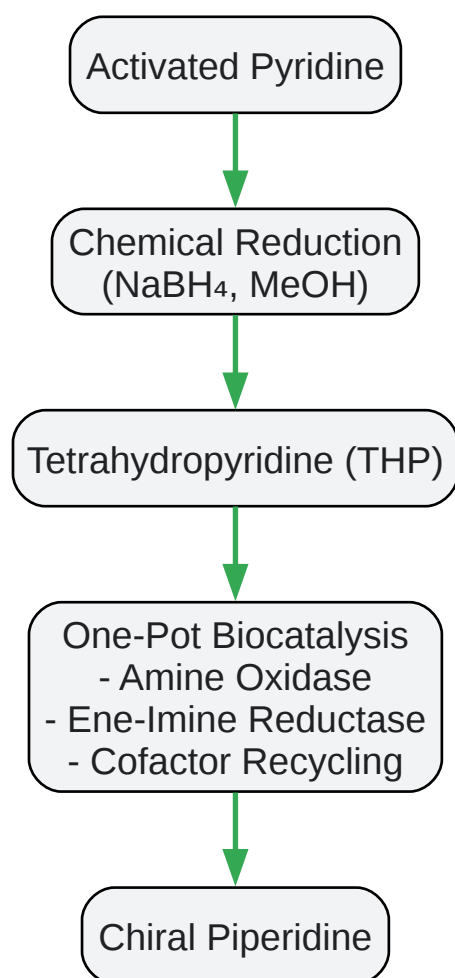 Activated Pyridine
Chemical Reduction
(NaBH₄, MeOH)
Tetrahydropyridine (THP)
One-Pot Biocatalysis
- Amine Oxidase
- Ene-Imine Reductase
- Cofactor Recycling
Chiral Piperidine